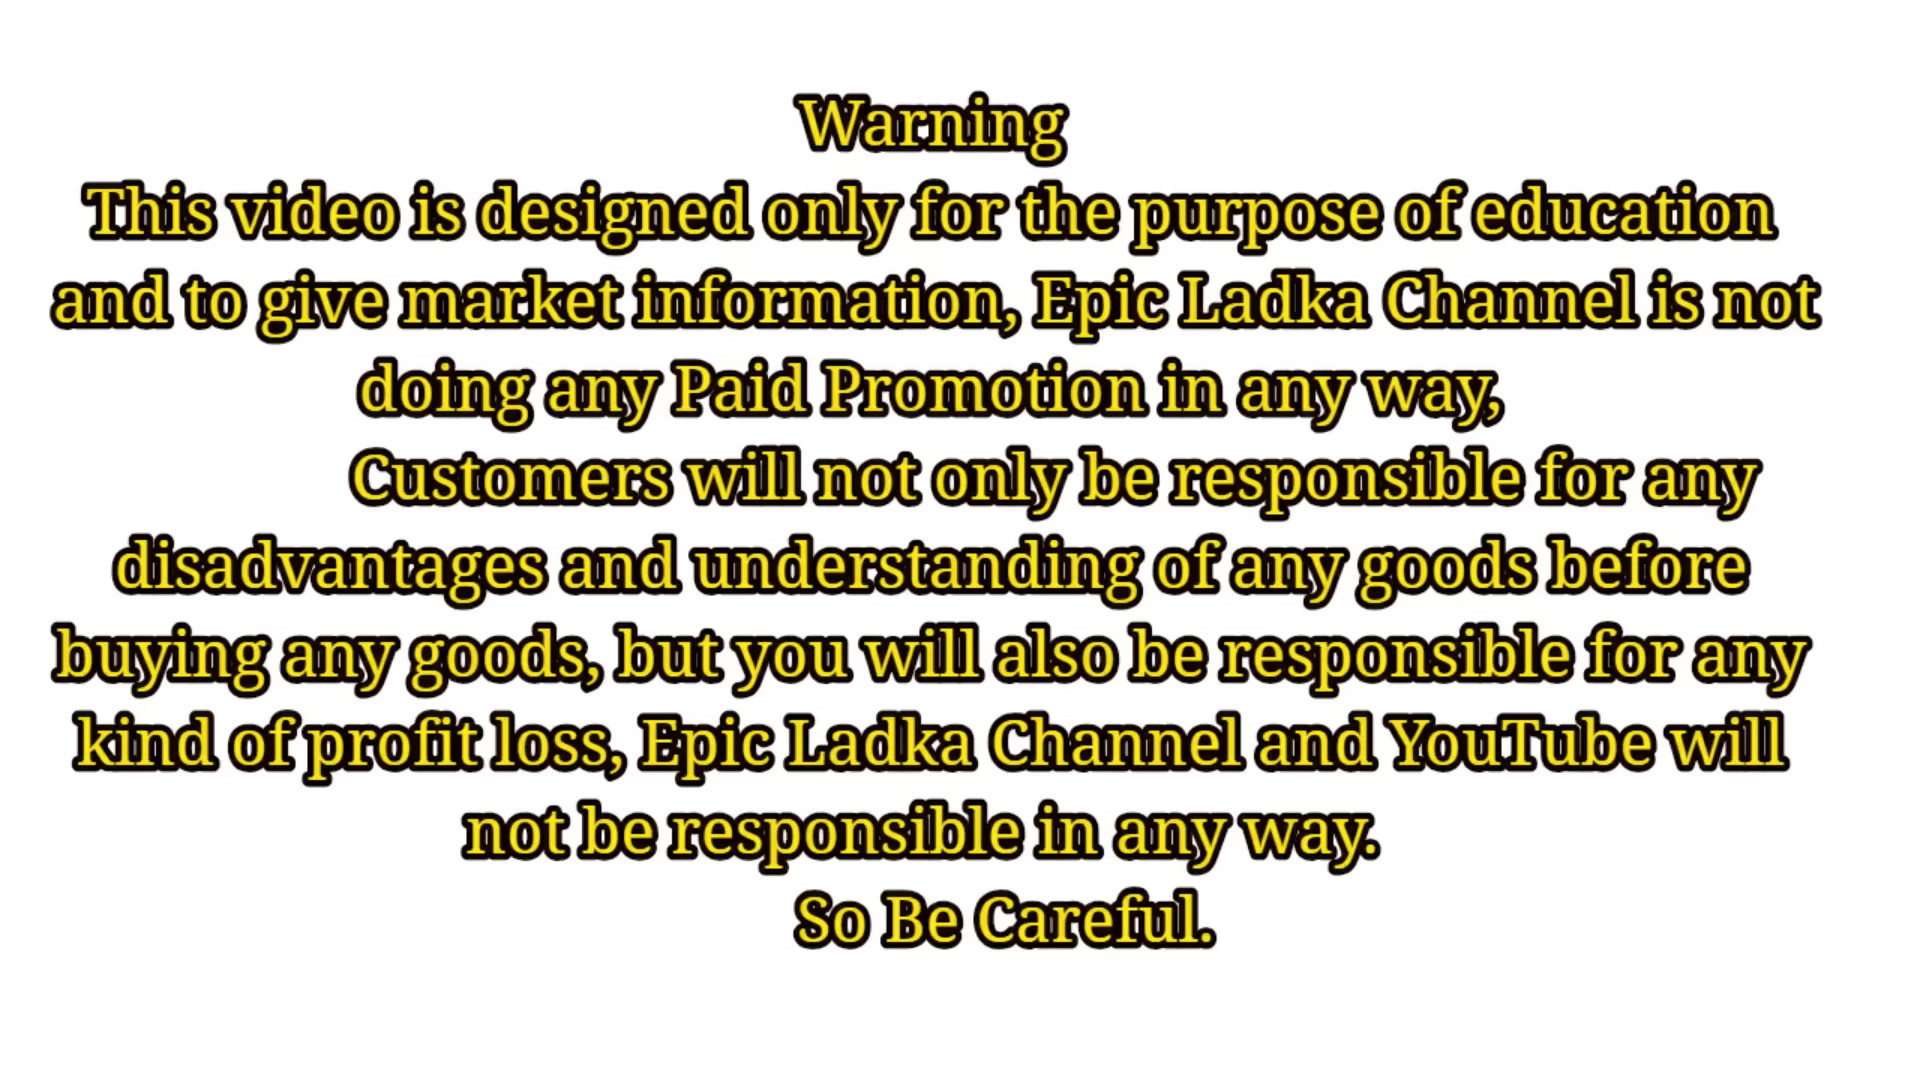 Warning
This video is designed only for the purpose of education
and to give market information, Epic Ladka Channel is not
doing any Paid Promotion in any way,
Customers will not only be responsible for any
disadvantages and understanding of any goods before
buying any goods, but you will also be responsible for any
kind of profit loss, Epic Ladka Channel and YouTube will
not be responsible in any way.
So Be Careful.